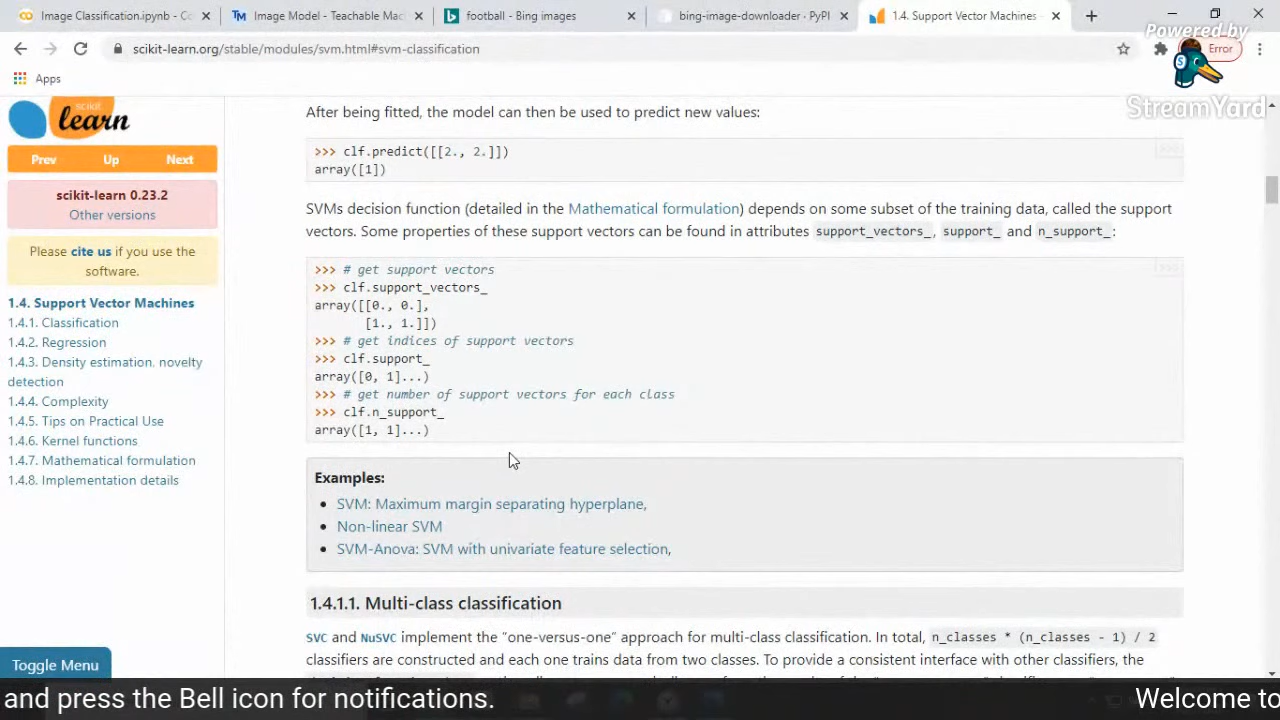 Image Classification.ipynb - Co
Image Model - Teachable Mac
football - Bing images
bing-image-downloader · PyPI
1.4. Support Vector Machines -
scikit-learn.org/stable/modules/svm.html#svm-classification
Error
Powered by
S
StreamYard
Apps
scikit
learn
Prev
Up
Next
scikit-learn 0.23.2
Other versions
Please cite us if you use the
software.
1.4. Support Vector Machines
1.4.1. Classification
1.4.2. Regression
1.4.3. Density estimation, novelty
detection
1.4.4. Complexity
1.4.5. Tips on Practical Use
1.4.6. Kernel functions
1.4.7. Mathematical formulation
1.4.8. Implementation details
Toggle Menu
After being fitted, the model can then be used to predict new values:
>>> clf.predict([[2., 2.]])
array([1])
>>>
SVMs decision function (detailed in the Mathematical formulation) depends on some subset of the training data, called the support
vectors. Some properties of these support vectors can be found in attributes support_vectors_, support_ and n_support_:
>>> # get support vectors
>>> clf.support_vectors_
array([[0., 0.],
[1., 1.]])
>>> # get indices of support vectors
>>> clf.support_
array([0, 1]...)
>>> # get number of support vectors for each class
>>> clf.n_support_
array([1, 1]...)
>>>
Examples:
• SVM: Maximum margin separating hyperplane,
• Non-linear SVM
• SVM-Anova: SVM with univariate feature selection,
1.4.1.1. Multi-class classification
SVC and NuSVC implement the “one-versus-one” approach for multi-class classification. In total, n_classes * (n_classes - 1) / 2
classifiers are constructed and each one trains data from two classes. To provide a consistent interface with other classifiers, the
and press the Bell icon for notifications.
Welcome to